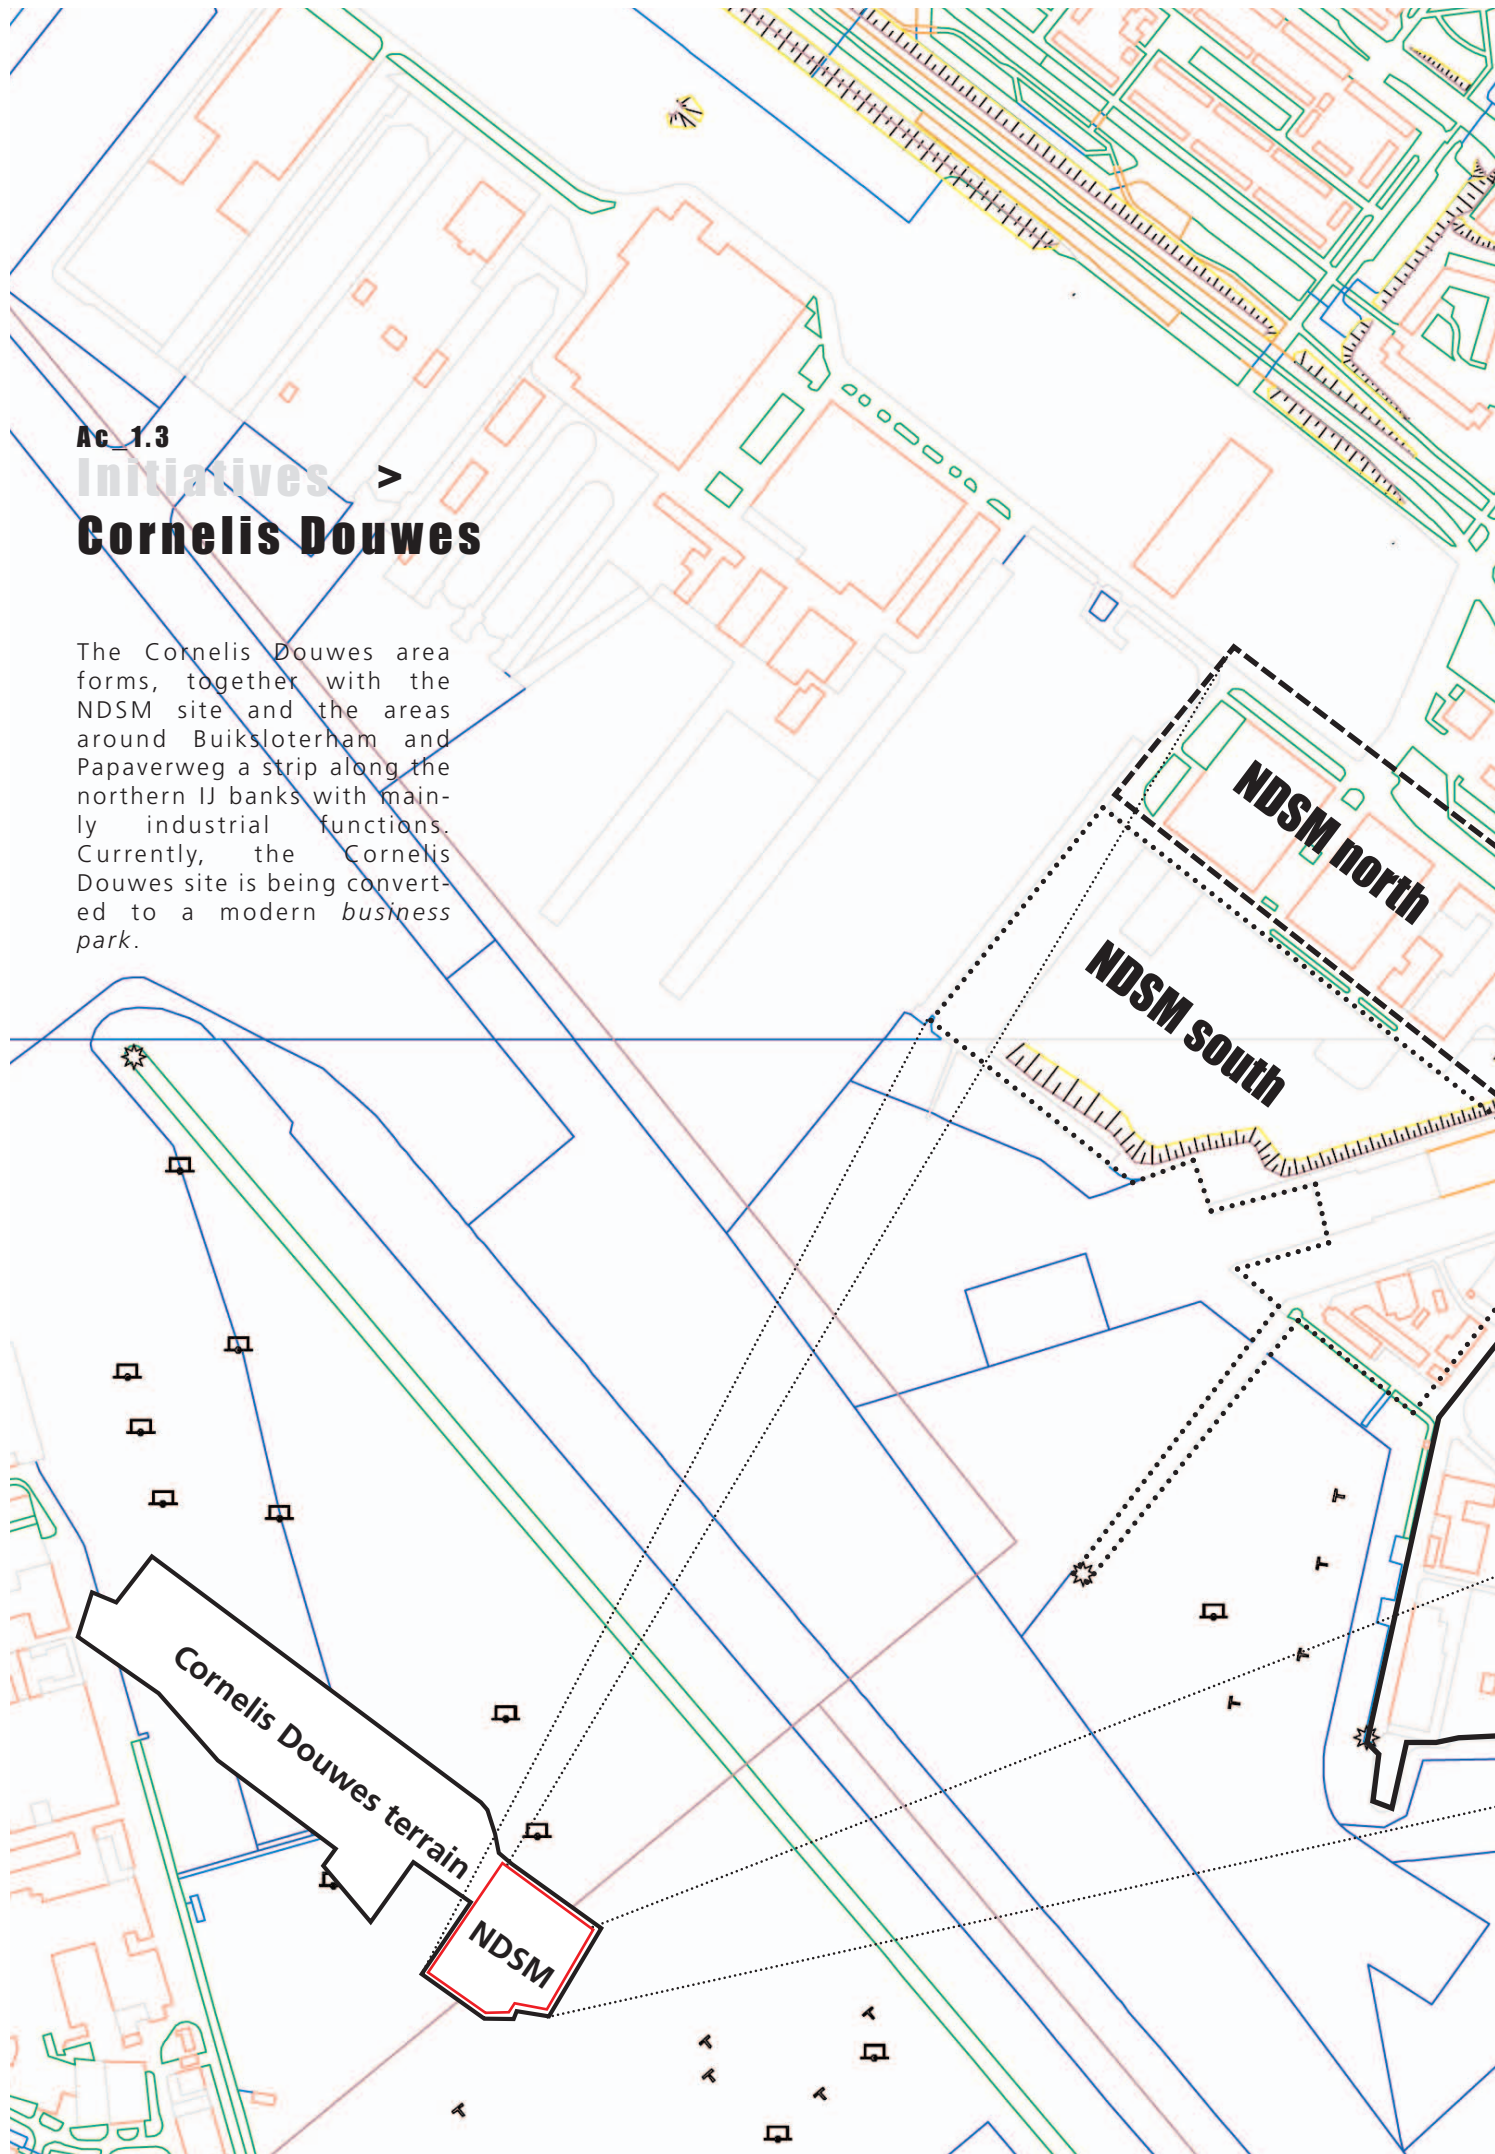 Ac_1.3
Initiatives >
Cornelis Douwes
The Cornelis Douwes area
forms, together with the
NDSM site and the areas
around Buiksloterham and
Papaverweg a strip along the
northern IJ banks with main-
ly industrial functions.
Currently, the Cornelis
Douwes site is being convert-
ed to a modern business
park.
NDSM north
NDSM south
Cornelis Douwes terrain
NDSM